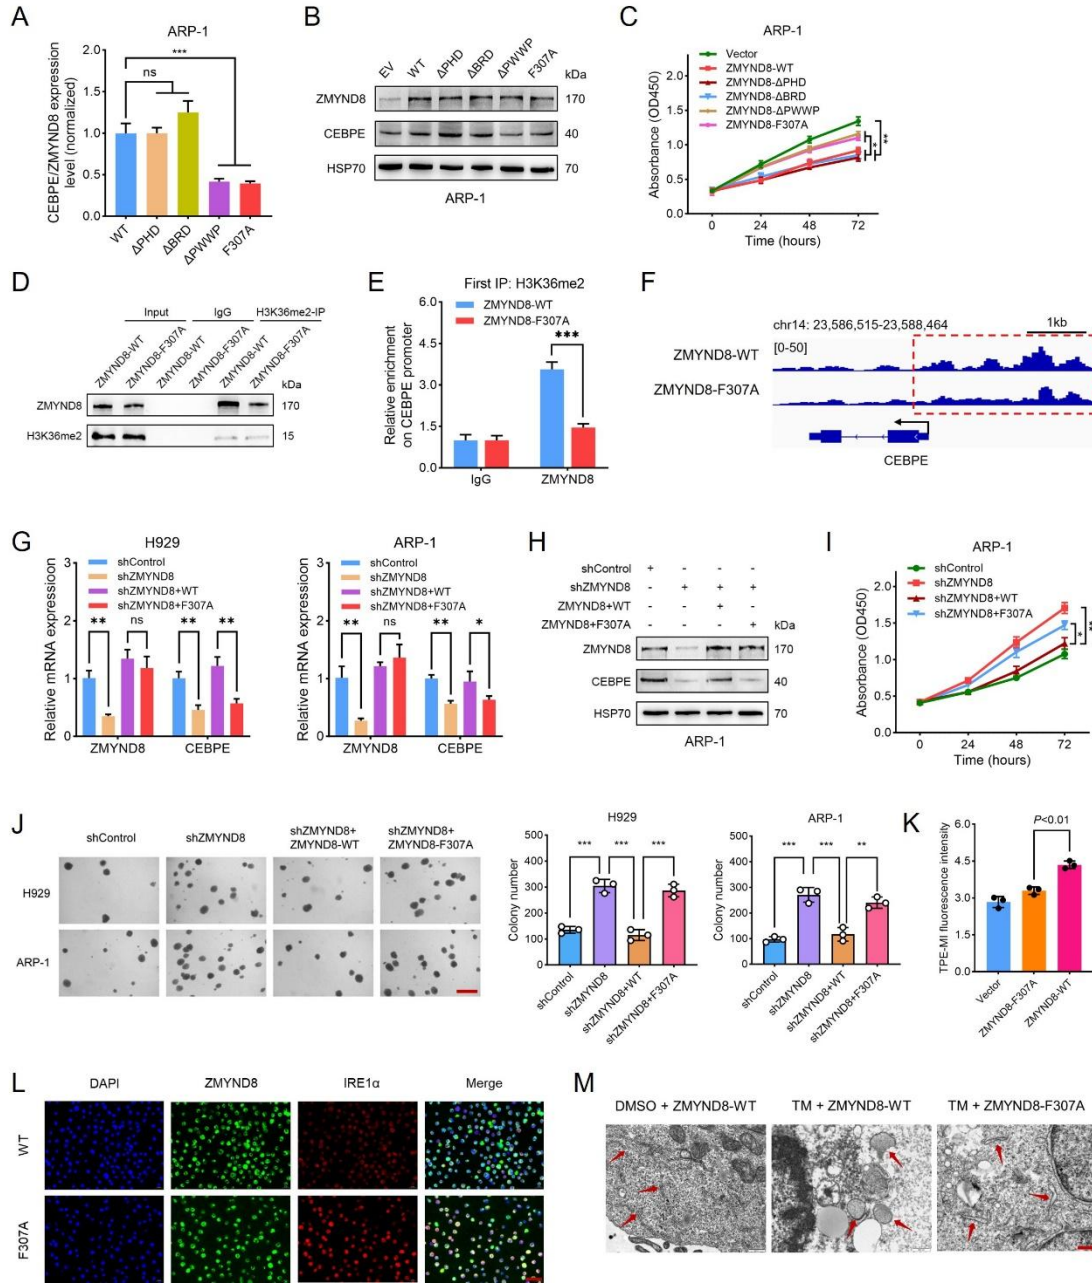 A
ARP-1
CEBPE/ZMYND8 expression
level (normalized)
2.0
1.5
1.0
0.5
0.0
ns
***
WT
ΔPHD
ΔBRD
ΔPWWP
F307A
B
EV
WT
ΔPHD
ΔBRD
ΔPWWP
F307A
kDa
ZMYND8
170
CEBPE
40
HSP70
70
ARP-1
C
ARP-1
Vector
ZMYND8-WT
ZMYND8-ΔPHD
ZMYND8-ΔBRD
ZMYND8-ΔPWWP
ZMYND8-F307A
Absorbance (OD450)
2.0
1.5
1.0
0.5
0.0
0
24
48
72
Time (hours)
*
**
D
Input
IgG
H3K36me2-IP
ZMYND8-WT
ZMYND8-F307A
ZMYND8-WT
ZMYND8-F307A
ZMYND8-WT
ZMYND8-F307A
kDa
ZMYND8
170
H3K36me2
15
E
First IP: H3K36me2
ZMYND8-WT
ZMYND8-F307A
Relative enrichment
on CEBPE promoter
6.0
4.5
3.0
1.5
0.0
***
IgG
ZMYND8
F
chr14: 23,586,515-23,588,464
1kb
[0-50]
ZMYND8-WT
ZMYND8-F307A
CEBPE
G
H929
shControl
shZMYND8
shZMYND8+WT
shZMYND8+F307A
Relative mRNA expressioon
3
2
1
0
**
ns
**
**
ZMYND8
CEBPE
ARP-1
shControl
shZMYND8
shZMYND8+WT
shZMYND8+F307A
Relative mRNA expressioon
3
2
1
0
**
ns
**
*
ZMYND8
CEBPE
H
shControl + - - -
shZMYND8 - + + +
ZMYND8+WT - - + -
ZMYND8+F307A - - - +
kDa
ZMYND8
170
CEBPE
40
HSP70
70
ARP-1
I
ARP-1
shControl
shZMYND8
shZMYND8+WT
shZMYND8+F307A
Absorbance (OD450)
2.0
1.5
1.0
0.5
0.0
0
24
48
72
Time (hours)
*
**
J
shControl
shZMYND8
shZMYND8+
ZMYND8-WT
shZMYND8+
ZMYND8-F307A
H929
ARP-1
H929
Colony number
500
400
300
200
100
0
***
***
***
shControl
shZMYND8
shZMYND8+WT
shZMYND8+F307A
ARP-1
Colony number
500
400
300
200
100
0
***
***
**
shControl
shZMYND8
shZMYND8+WT
shZMYND8+F307A
K
P<0.01
TPE-MI fluorescence intensity
6.0
4.5
3.0
1.5
0.0
Vector
ZMYND8-F307A
ZMYND8-WT
L
DAPI
ZMYND8
IRE1α
Merge
WT
F307A
M
DMSO + ZMYND8-WT
TM + ZMYND8-WT
TM + ZMYND8-F307A